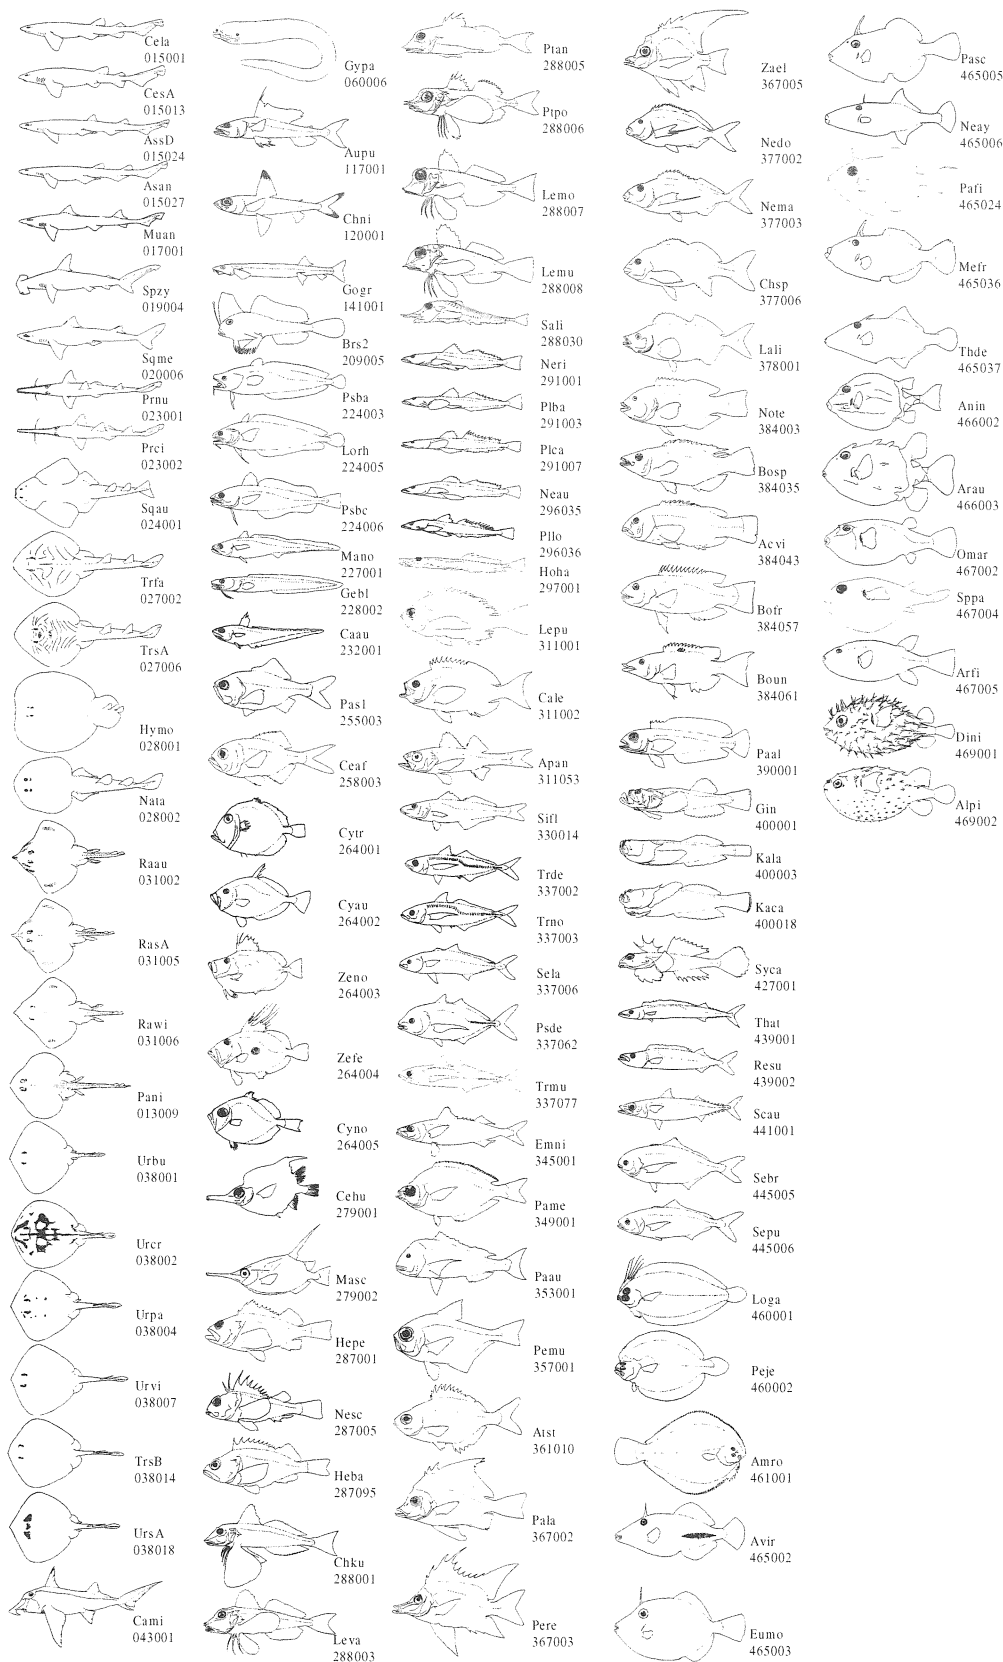 Cela
015001
CesA
015013
AssD
015024
Asan
015027
Muan
017001
Spzy
019004
Sqme
020006
Prnu
023001
Prci
023002
Sqau
024001
Trfa
027002
TrsA
027006
Hymo
028001
Nata
028002
Raau
031002
RasA
031005
Rawi
031006
Pani
013009
Urbu
038001
Urcr
038002
Urpa
038004
Urvi
038007
TrsB
038014
UrsA
038018
Cami
043001
Gypa
060006
Aupu
117001
Chni
120001
Gogr
141001
Brs2
209005
Psba
224003
Lorh
224005
Psbc
224006
Mano
227001
Gebl
228002
Caau
232001
Pasl
255003
Ceaf
258003
Cytr
264001
Cyau
264002
Zeno
264003
Zefe
264004
Cyno
264005
Cehu
279001
Masc
279002
Hepe
287001
Nesc
287005
Heba
287095
Chku
288001
Leva
288003
Ptan
288005
Ptpo
288006
Lemo
288007
Lemu
288008
Sali
288030
Neri
291001
Plba
291003
Plca
291007
Neau
296035
Pllo
296036
Hoha
297001
Lepu
311001
Cale
311002
Apan
311053
Sifl
330014
Trde
337002
Trno
337003
Sela
337006
Psde
337062
Trmu
337077
Emni
345001
Pame
349001
Paau
353001
Pemu
357001
Atst
361010
Pala
367002
Pere
367003
Zael
367005
Nedo
377002
Nema
377003
Chsp
377006
Lali
378001
Note
384003
Bosp
384035
Acvi
384043
Bofr
384057
Boun
384061
Paal
390001
Gin
400001
Kala
400003
Kaca
400018
Syca
427001
That
439001
Resu
439002
Scau
441001
Sebr
445005
Sepu
445006
Loga
460001
Peje
460002
Amro
461001
Avir
465002
Eumo
465003
Pasc
465005
Neay
465006
Pafi
465024
Mefr
465036
Thde
465037
Anin
466002
Arau
466003
Omar
467002
Sppa
467004
Arfi
467005
Dini
469001
Alpi
469002